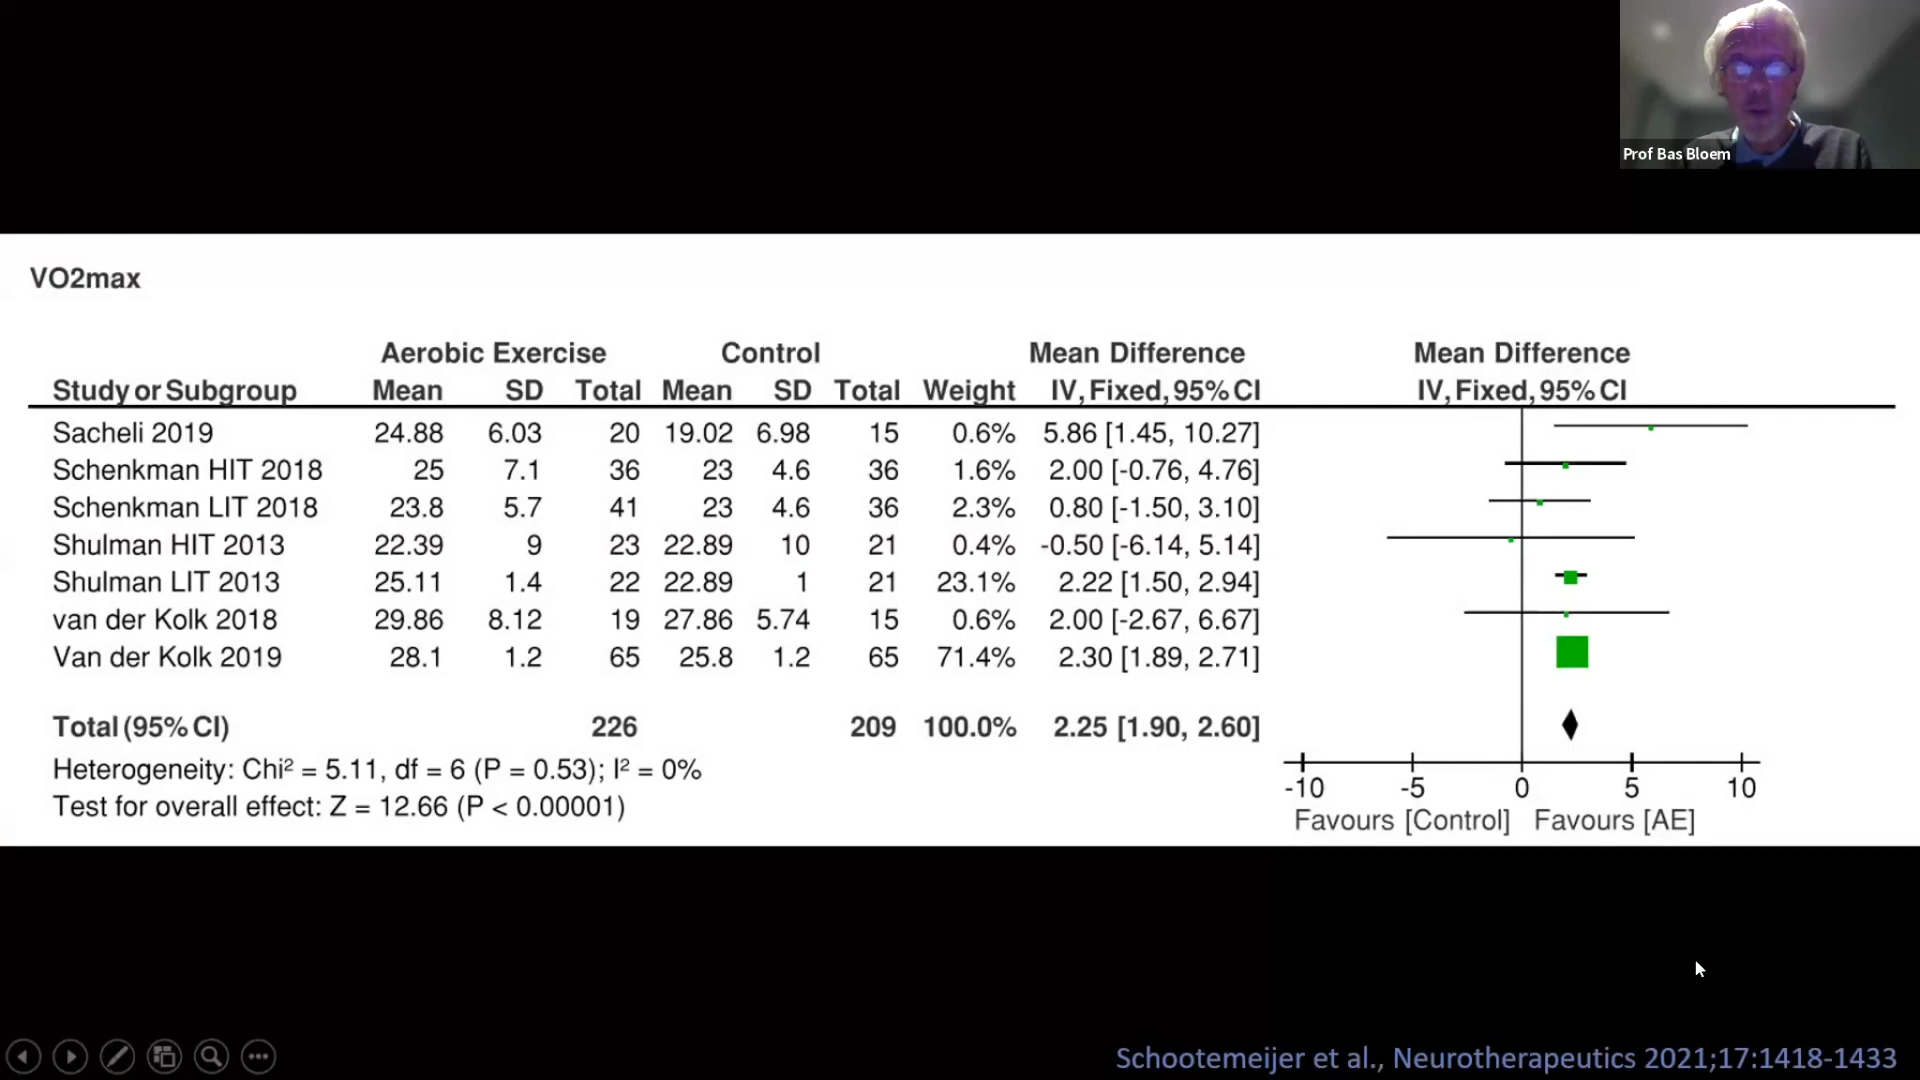 Prof Bas Bloem
VO2max
Aerobic Exercise Control Mean Difference Mean Difference
Study or Subgroup Mean SD Total Mean SD Total Weight IV, Fixed, 95% CI IV, Fixed, 95% CI
Sacheli 2019 24.88 6.03 20 19.02 6.98 15 0.6% 5.86 [1.45, 10.27]
Schenkman HIT 2018 25 7.1 36 23 4.6 36 1.6% 2.00 [-0.76, 4.76]
Schenkman LIT 2018 23.8 5.7 41 23 4.6 36 2.3% 0.80 [-1.50, 3.10]
Shulman HIT 2013 22.39 9 23 22.89 10 21 0.4% -0.50 [-6.14, 5.14]
Shulman LIT 2013 25.11 1.4 22 22.89 1 21 23.1% 2.22 [1.50, 2.94]
van der Kolk 2018 29.86 8.12 19 27.86 5.74 15 0.6% 2.00 [-2.67, 6.67]
Van der Kolk 2019 28.1 1.2 65 25.8 1.2 65 71.4% 2.30 [1.89, 2.71]
Total (95% CI) 226 209 100.0% 2.25 [1.90, 2.60]
Heterogeneity: Chi² = 5.11, df = 6 (P = 0.53); I² = 0%
Test for overall effect: Z = 12.66 (P < 0.00001)
-10 -5 0 5 10
Favours [Control] Favours [AE]
Schootemeijer et al., Neurotherapeutics 2021;17:1418-1433